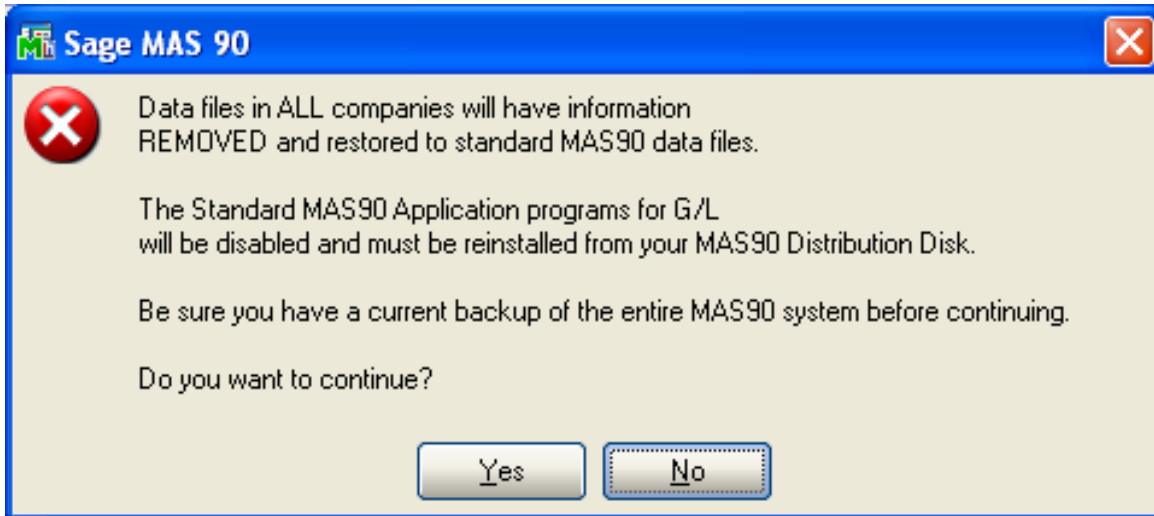 Sage MAS 90
Data files in ALL companies will have information
REMOVED and restored to standard MAS90 data files.
The Standard MAS90 Application programs for G/L
will be disabled and must be reinstalled from your MAS90 Distribution Disk.
Be sure you have a current backup of the entire MAS90 system before continuing.
Do you want to continue?
Yes
No